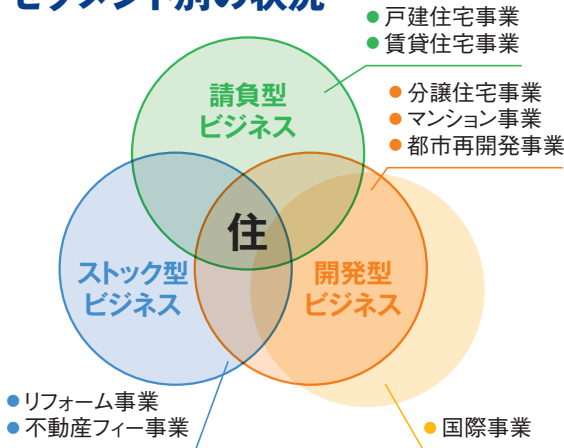 セグメント別の状況
● 戸建住宅事業
● 賃貸住宅事業
請負型
ビジネス
● 分譲住宅事業
● マンション事業
● 都市再開発事業
住
ストック型
ビジネス
開発型
ビジネス
● リフォーム事業
● 不動産フィー事業
● 国際事業